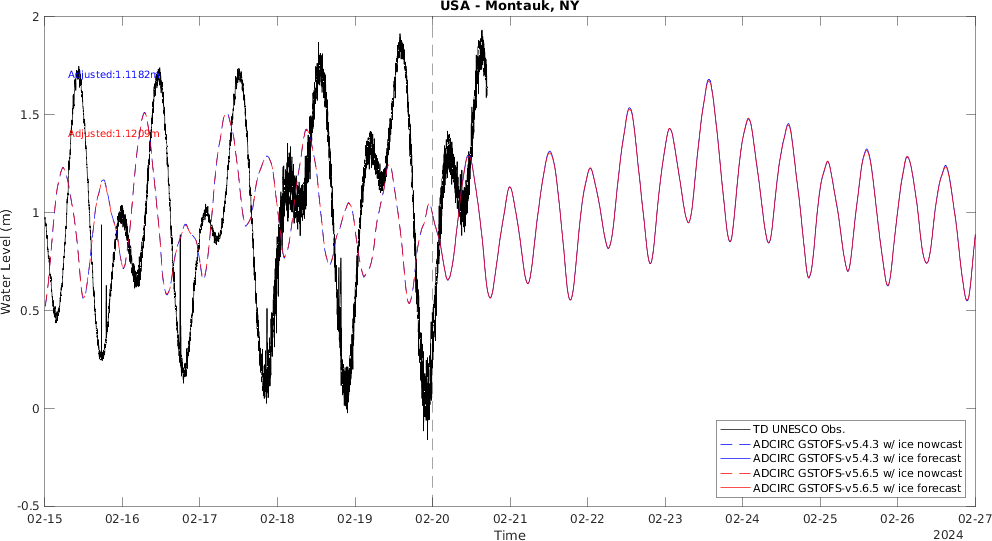 USA - Montauk, NY
2
Adjusted:1.1182m
1.5
Adjusted:1.1209m
1
Water Level (m)
0.5
0
-0.5
TD UNESCO Obs.
ADCIRC GSTOFS-v5.4.3 w/ ice nowcast
ADCIRC GSTOFS-v5.4.3 w/ ice forecast
ADCIRC GSTOFS-v5.6.5 w/ ice nowcast
ADCIRC GSTOFS-v5.6.5 w/ ice forecast
02-15 02-16 02-17 02-18 02-19 02-20 02-21 02-22 02-23 02-24 02-25 02-26 02-27
Time
2024